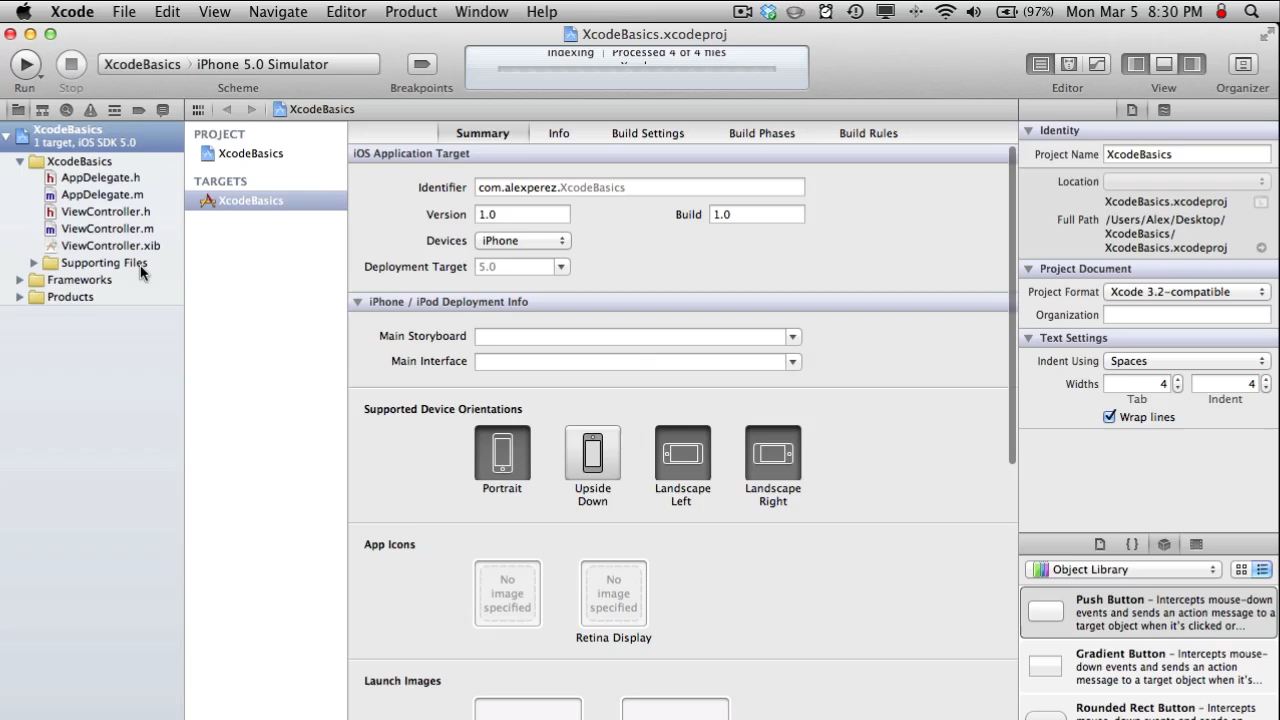 Xcode File Edit View Navigate Editor Product Window Help (97%) Mon Mar 5 8:30 PM
XcodeBasics.xcodeproj
XcodeBasics iPhone 5.0 Simulator
Indexing | Processed 4 of 4 files
Run Stop Scheme Breakpoints Editor View Organizer
XcodeBasics
1 target, iOS SDK 5.0
XcodeBasics
AppDelegate.h
AppDelegate.m
ViewController.h
ViewController.m
ViewController.xib
Supporting Files
Frameworks
Products
XcodeBasics
PROJECT
XcodeBasics
TARGETS
XcodeBasics
Summary Info Build Settings Build Phases Build Rules
iOS Application Target
Identifier com.alexperez.XcodeBasics
Version 1.0 Build 1.0
Devices iPhone
Deployment Target 5.0
iPhone / iPod Deployment Info
Main Storyboard
Main Interface
Supported Device Orientations
Portrait
Upside
Down
Landscape
Left
Landscape
Right
App Icons
No
image
specified
No
image
specified
Retina Display
Launch Images
Identity
Project Name XcodeBasics
Location
XcodeBasics.xcodeproj
Full Path /Users/Alex/Desktop/
XcodeBasics/
XcodeBasics.xcodeproj
Project Document
Project Format Xcode 3.2-compatible
Organization
Text Settings
Indent Using Spaces
Widths 4 4
Tab Indent
Wrap lines
{ }
Object Library
Push Button - Intercepts mouse-down
events and sends an action message to a
target object when it's clicked or...
Gradient Button - Intercepts mouse-
down events and sends an action
message to a target object when it's...
Rounded Rect Button - Intercepts
mouse-down events and sends an